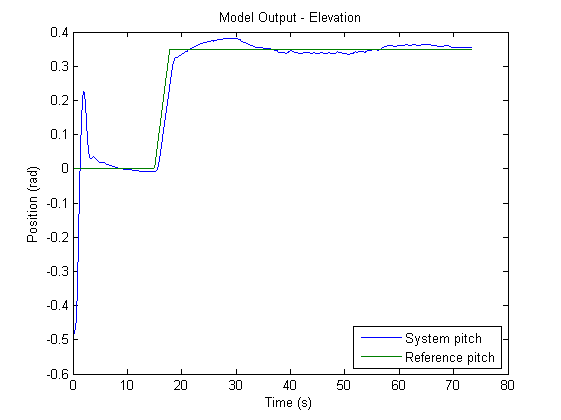 Model Output - Elevation
0.4
0.3
0.2
0.1
0
-0.1
-0.2
-0.3
-0.4
-0.5
-0.6
Position (rad)
System pitch
Reference pitch
0 10 20 30 40 50 60 70 80
Time (s)